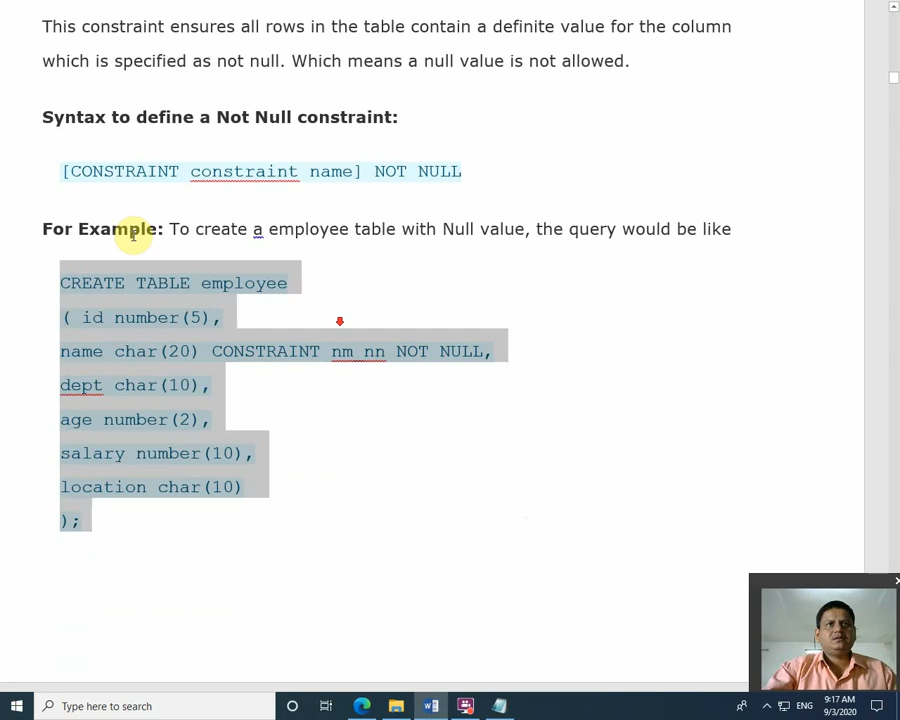 This constraint ensures all rows in the table contain a definite value for the column
which is specified as not null. Which means a null value is not allowed.
Syntax to define a Not Null constraint:
[CONSTRAINT constraint name] NOT NULL
For Example: To create a employee table with Null value, the query would be like
CREATE TABLE employee
( id number(5),
name char(20) CONSTRAINT nm_nn NOT NULL,
dept char(10),
age number(2),
salary number(10),
location char(10)
);
Type here to search
ENG
9:17 AM
9/3/2020